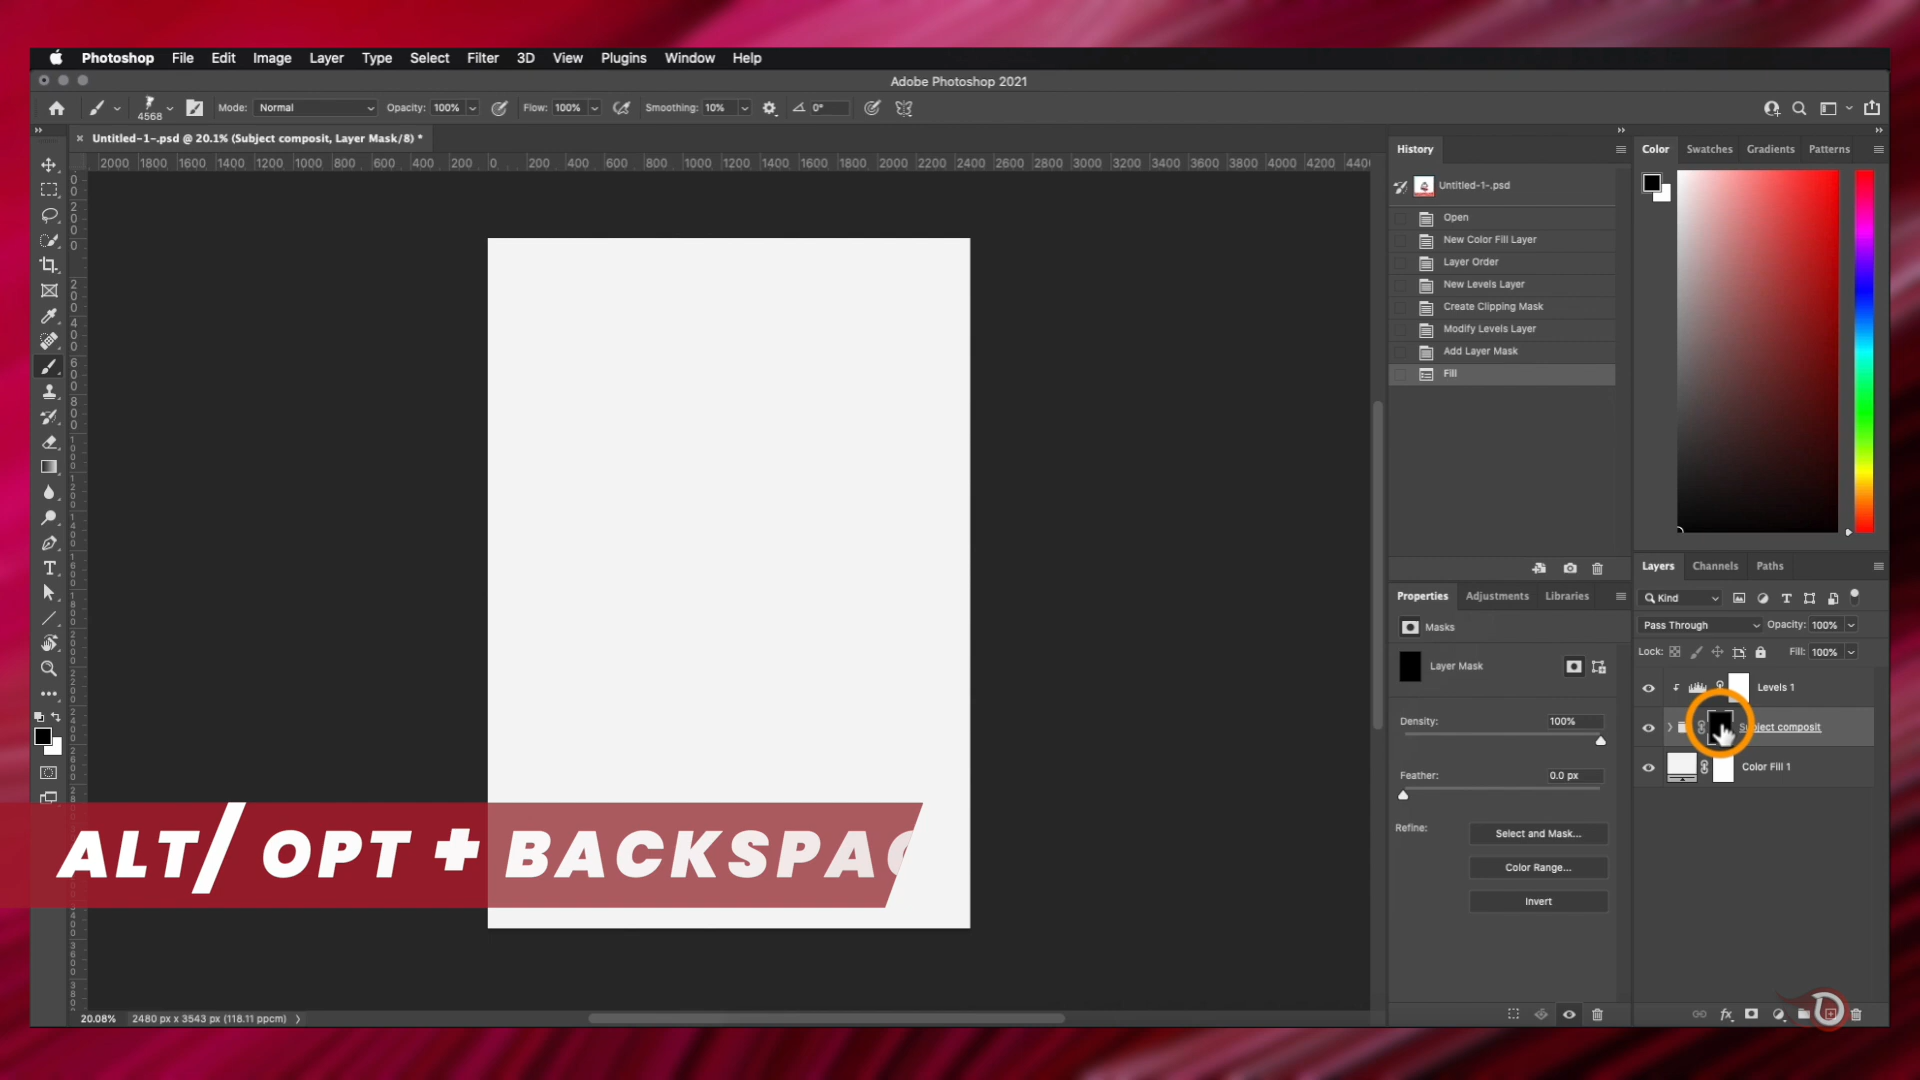 Photoshop File Edit Image Layer Type Select Filter 3D View Plugins Window Help
Adobe Photoshop 2021
4568 Mode: Normal Opacity: 100% Flow: 100% Smoothing: 10% 0°
Untitled-1-.psd @ 20.1% (Subject composit, Layer Mask/8) *
2000 1800 1600 1400 1200 1000 800 600 400 200 0 200 400 600 800 1000 1200 1400 1600 1800 2000 2200 2400 2600 2800 3000 3200 3400 3600 3800 4000 4200 4400
History
Untitled-1-.psd
Open
New Color Fill Layer
Layer Order
New Levels Layer
Create Clipping Mask
Modify Levels Layer
Add Layer Mask
Fill
Color Swatches Gradients Patterns
Properties Adjustments Libraries
Masks
Layer Mask
Density: 100%
Feather: 0.0 px
Refine: Select and Mask...
Color Range...
Invert
Layers Channels Paths
Kind
Pass Through Opacity: 100%
Lock: Fill: 100%
Levels 1
Subject composit
Color Fill 1
ALT/ OPT + BACKSPAC
20.08% 2480 px x 3543 px (118.11 ppcm)